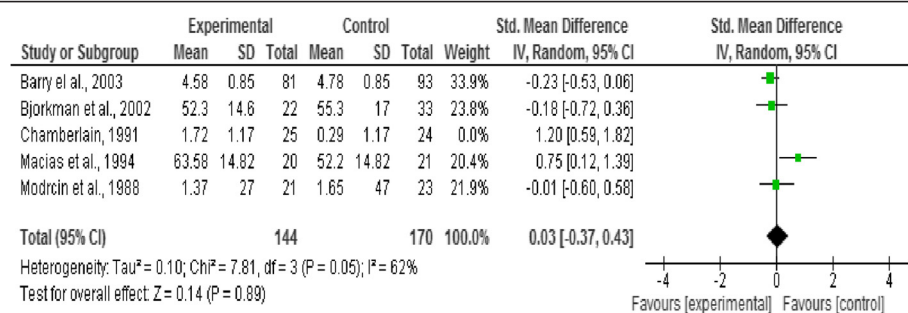 Experimental Control Std. Mean Difference Std. Mean Difference
Study or Subgroup Mean SD Total Mean SD Total Weight IV, Random, 95% CI IV, Random, 95% CI
Barry el al., 2003 4.58 0.85 81 4.78 0.85 93 33.9% -0.23 [-0.53, 0.06]
Bjorkman et al., 2002 52.3 14.6 22 55.3 17 33 23.8% -0.18 [-0.72, 0.36]
Chamberlain, 1991 1.72 1.17 25 0.29 1.17 24 0.0% 1.20 [0.59, 1.82]
Macias et al., 1994 63.58 14.82 20 52.2 14.82 21 20.4% 0.75 [0.12, 1.39]
Modrcin et al., 1988 1.37 27 21 1.65 47 23 21.9% -0.01 [-0.60, 0.58]
Total (95% CI) 144 170 100.0% 0.03 [-0.37, 0.43]
Heterogeneity: Tau² = 0.10; Chi² = 7.81, df = 3 (P = 0.05); I² = 62%
Test for overall effect: Z = 0.14 (P = 0.89)
-4 -2 0 2 4
Favours [experimental] Favours [control]